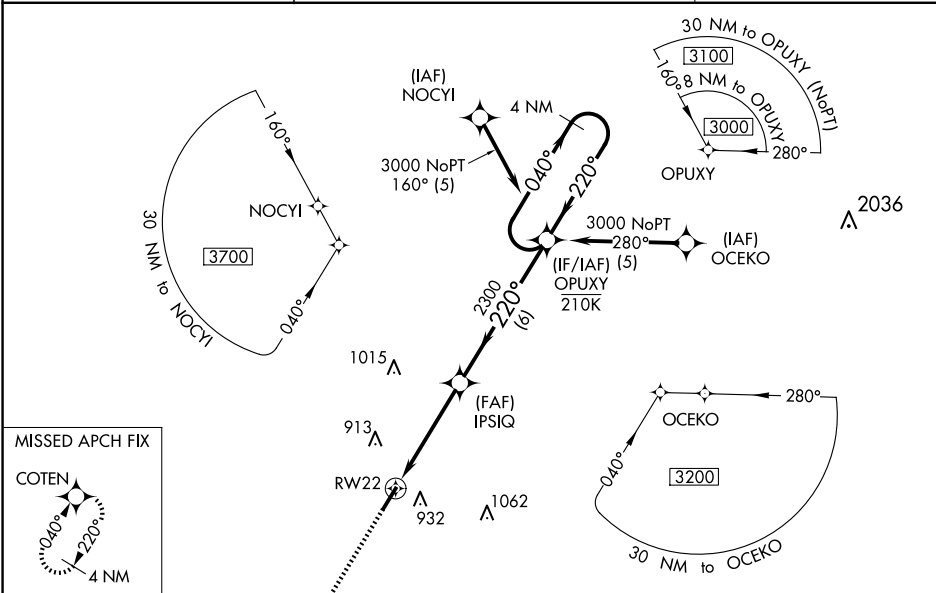 30 NM to OPUXY (NoPT)
3100
160°
8 NM to OPUXY
3000
280°
OPUXY
(IAF)
NOCYI
4 NM
3000 NoPT
160° (5)
040°
220°
160°
NOCYI
3700
040°
30 NM to NOCYI
2036
3000 NoPT
280°
(5)
(IAF)
OCEKO
(IF/IAF)
OPUXY
210K
2300
220°
(6)
1015
(FAF)
IPSIQ
913
RW22
932
1062
280°
OCEKO
040°
3200
30 NM to OCEKO
MISSED APCH FIX
COTEN
040°
220°
4 NM